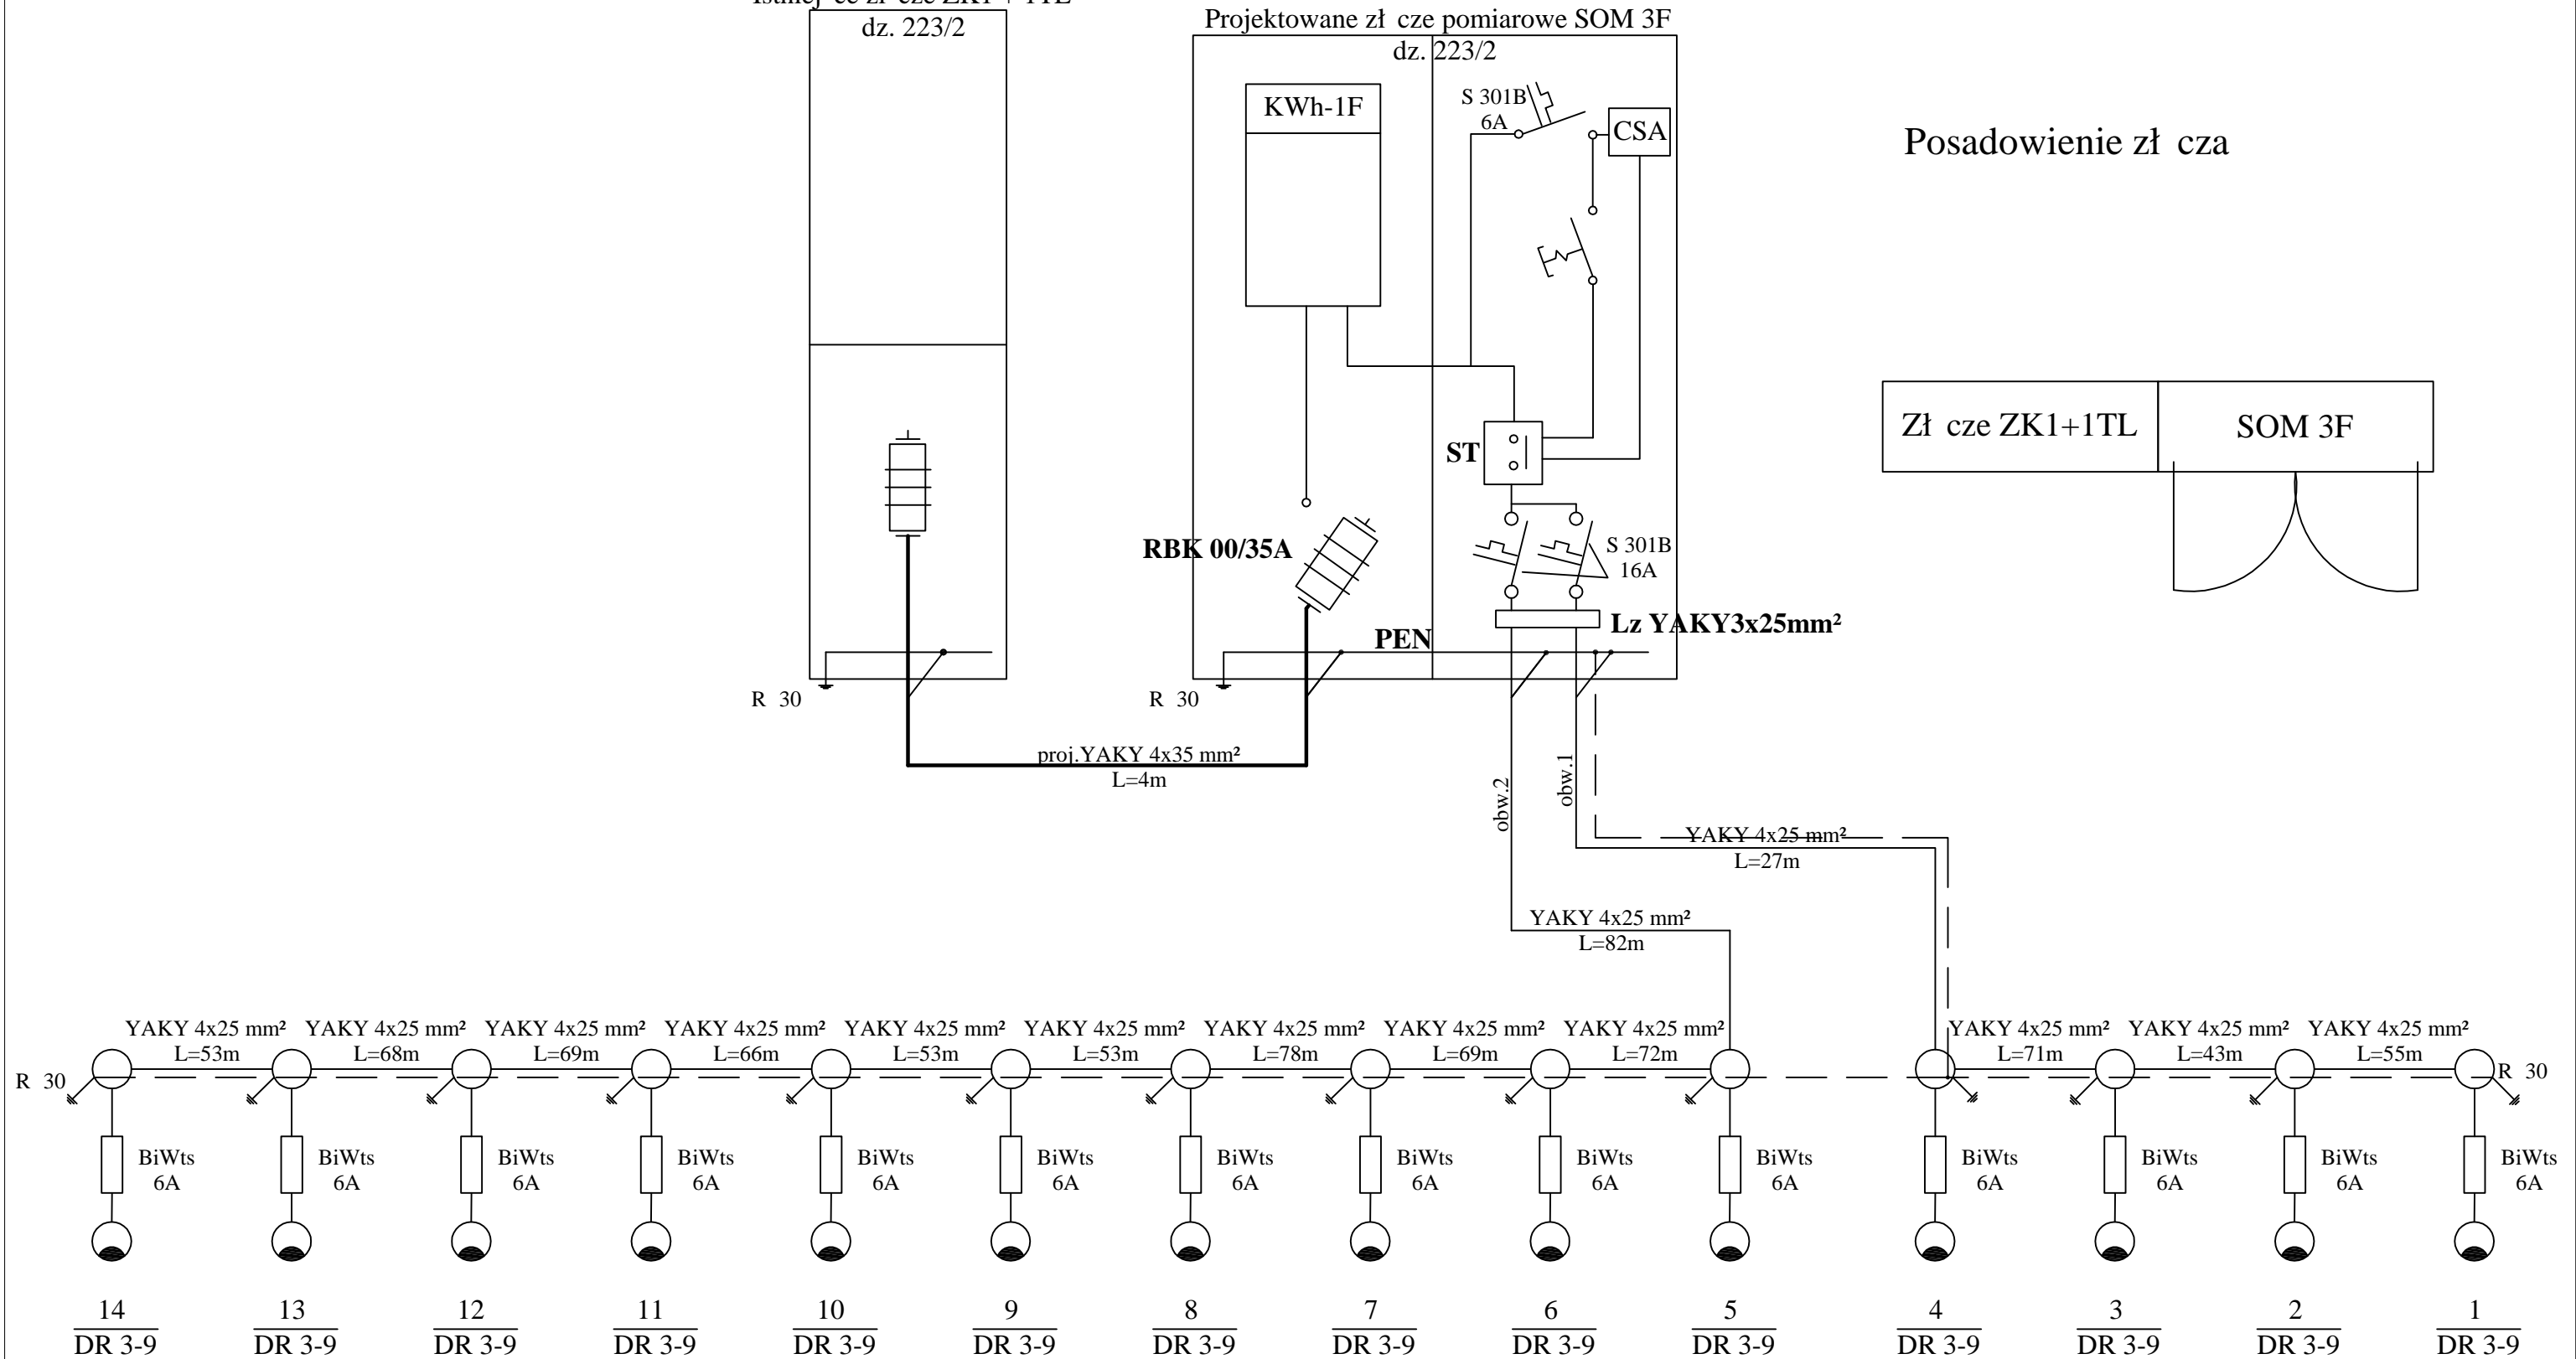 dz. 223/2
Projektowane zł cze pomiarowe SOM 3F
dz. 223/2
KWh-1F
S 301B
6A
CSA
Posadowienie zł cza
ST
Zł cze ZK1+1TL
SOM 3F
RBK 00/35A
S 301B
16A
Lz YAKY3x25mm²
PEN
R 30
R 30
proj.YAKY 4x35 mm²
L=4m
obw.2
obw.1
YAKY 4x25 mm²
L=27m
YAKY 4x25 mm²
L=82m
YAKY 4x25 mm² YAKY 4x25 mm² YAKY 4x25 mm² YAKY 4x25 mm² YAKY 4x25 mm² YAKY 4x25 mm² YAKY 4x25 mm² YAKY 4x25 mm² YAKY 4x25 mm² YAKY 4x25 mm² YAKY 4x25 mm² YAKY 4x25 mm²
L=53m L=68m L=69m L=66m L=53m L=53m L=78m L=69m L=72m L=71m L=43m L=55m
R 30 R 30
BiWts BiWts BiWts BiWts BiWts BiWts BiWts BiWts BiWts BiWts BiWts BiWts BiWts BiWts
6A 6A 6A 6A 6A 6A 6A 6A 6A 6A 6A 6A 6A 6A
14 13 12 11 10 9 8 7 6 5 4 3 2 1
DR 3-9 DR 3-9 DR 3-9 DR 3-9 DR 3-9 DR 3-9 DR 3-9 DR 3-9 DR 3-9 DR 3-9 DR 3-9 DR 3-9 DR 3-9 DR 3-9